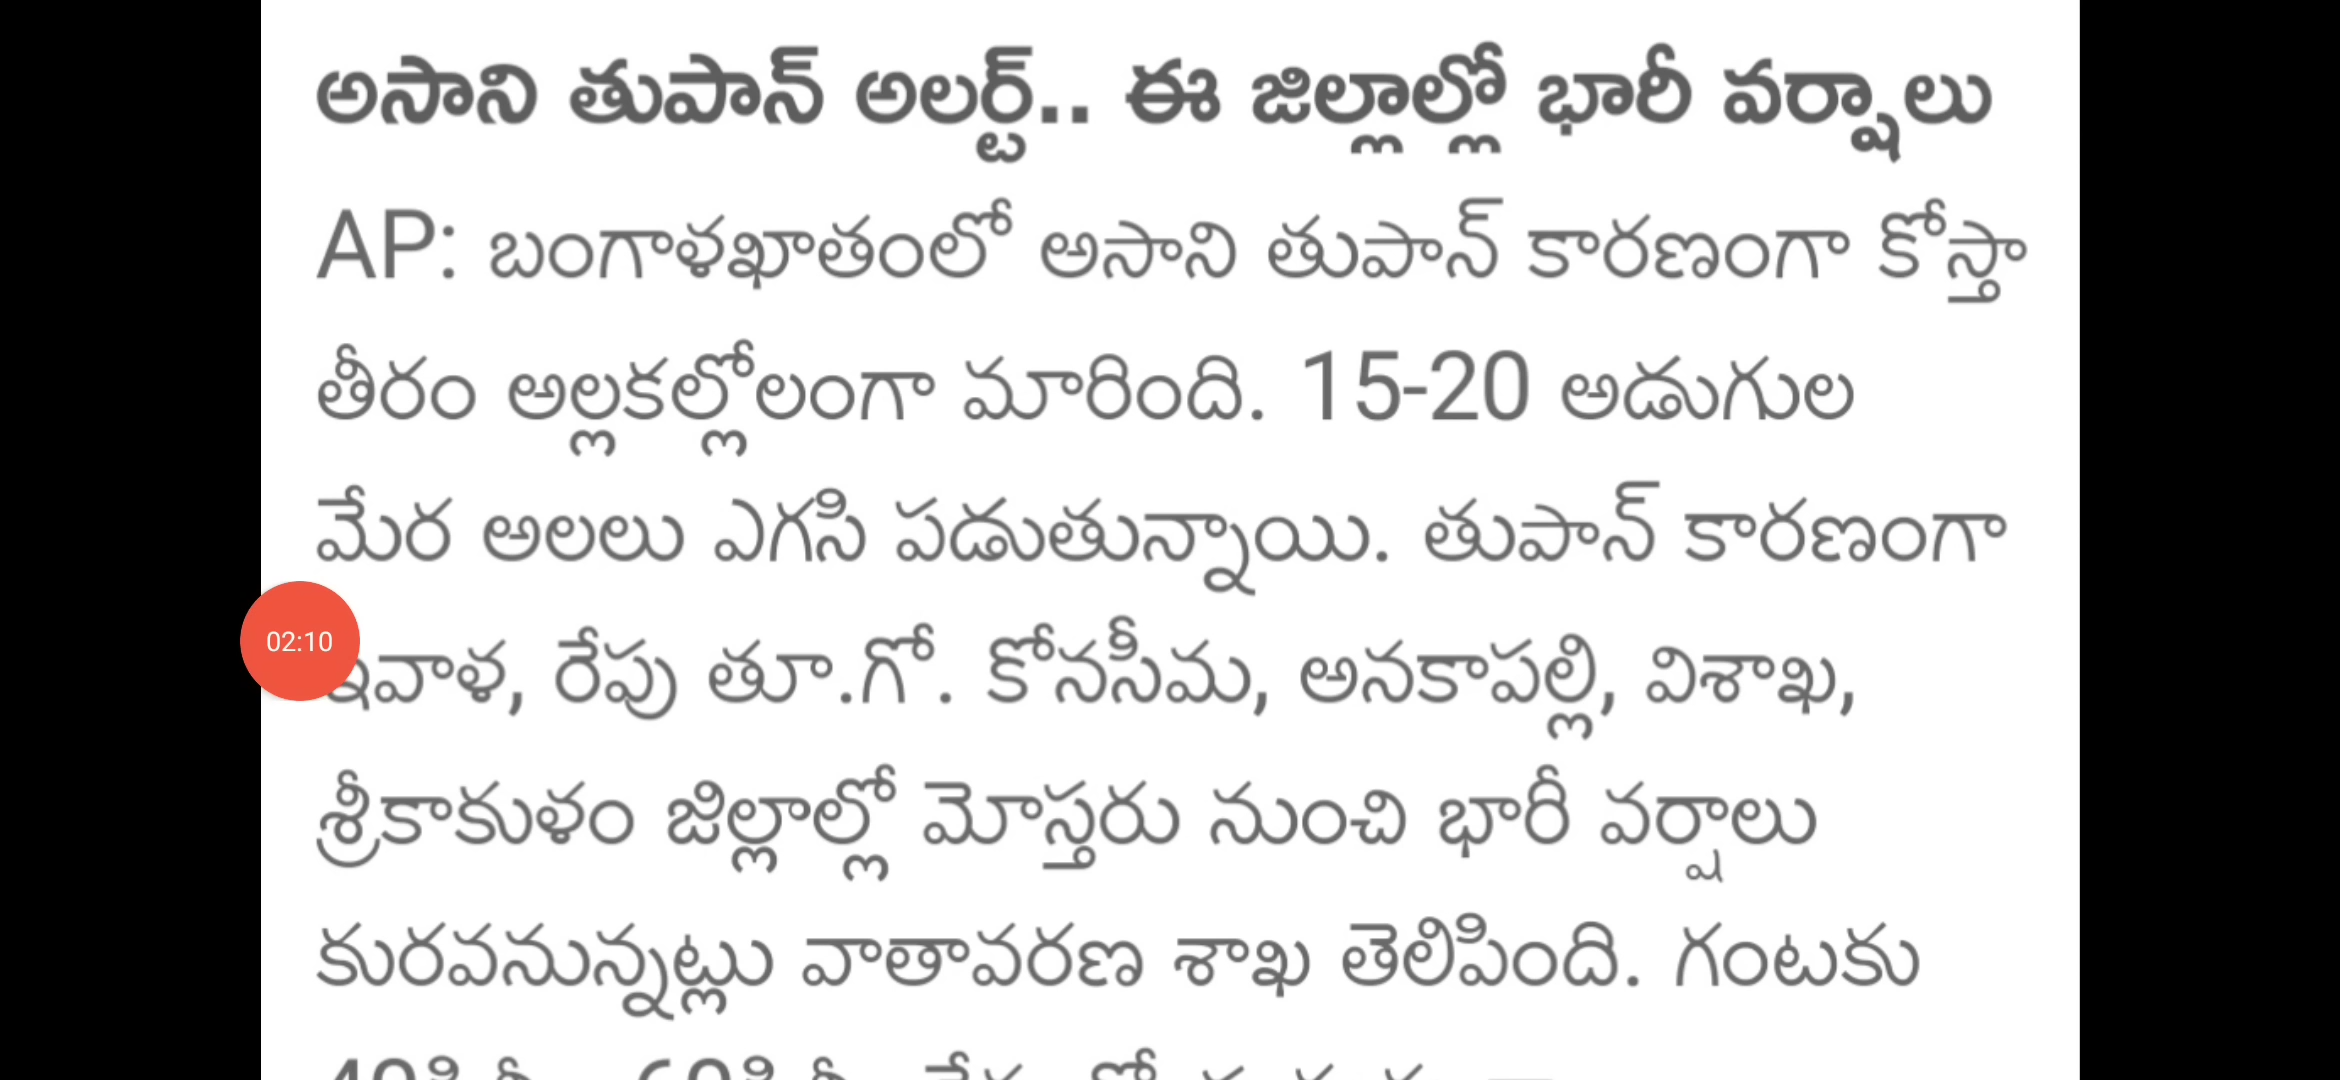 అసాని తుపాన్ అలర్ట్.. ఈ జిల్లాల్లో భారీ వర్షాలు
AP: బంగాళఖాతంలో అసాని తుపాన్ కారణంగా కోస్తా
తీరం అల్లకల్లోలంగా మారింది. 15-20 అడుగుల
మేర అలలు ఎగసి పడుతున్నాయి. తుపాన్ కారణంగా
02:10
రేపు తూ.గో. కోనసీమ, అనకాపల్లి, విశాఖ,
శ్రీకాకుళం జిల్లాల్లో మోస్తరు నుంచి భారీ వర్షాలు
కురవనున్నట్లు వాతావరణ శాఖ తెలిపింది. గంటకు